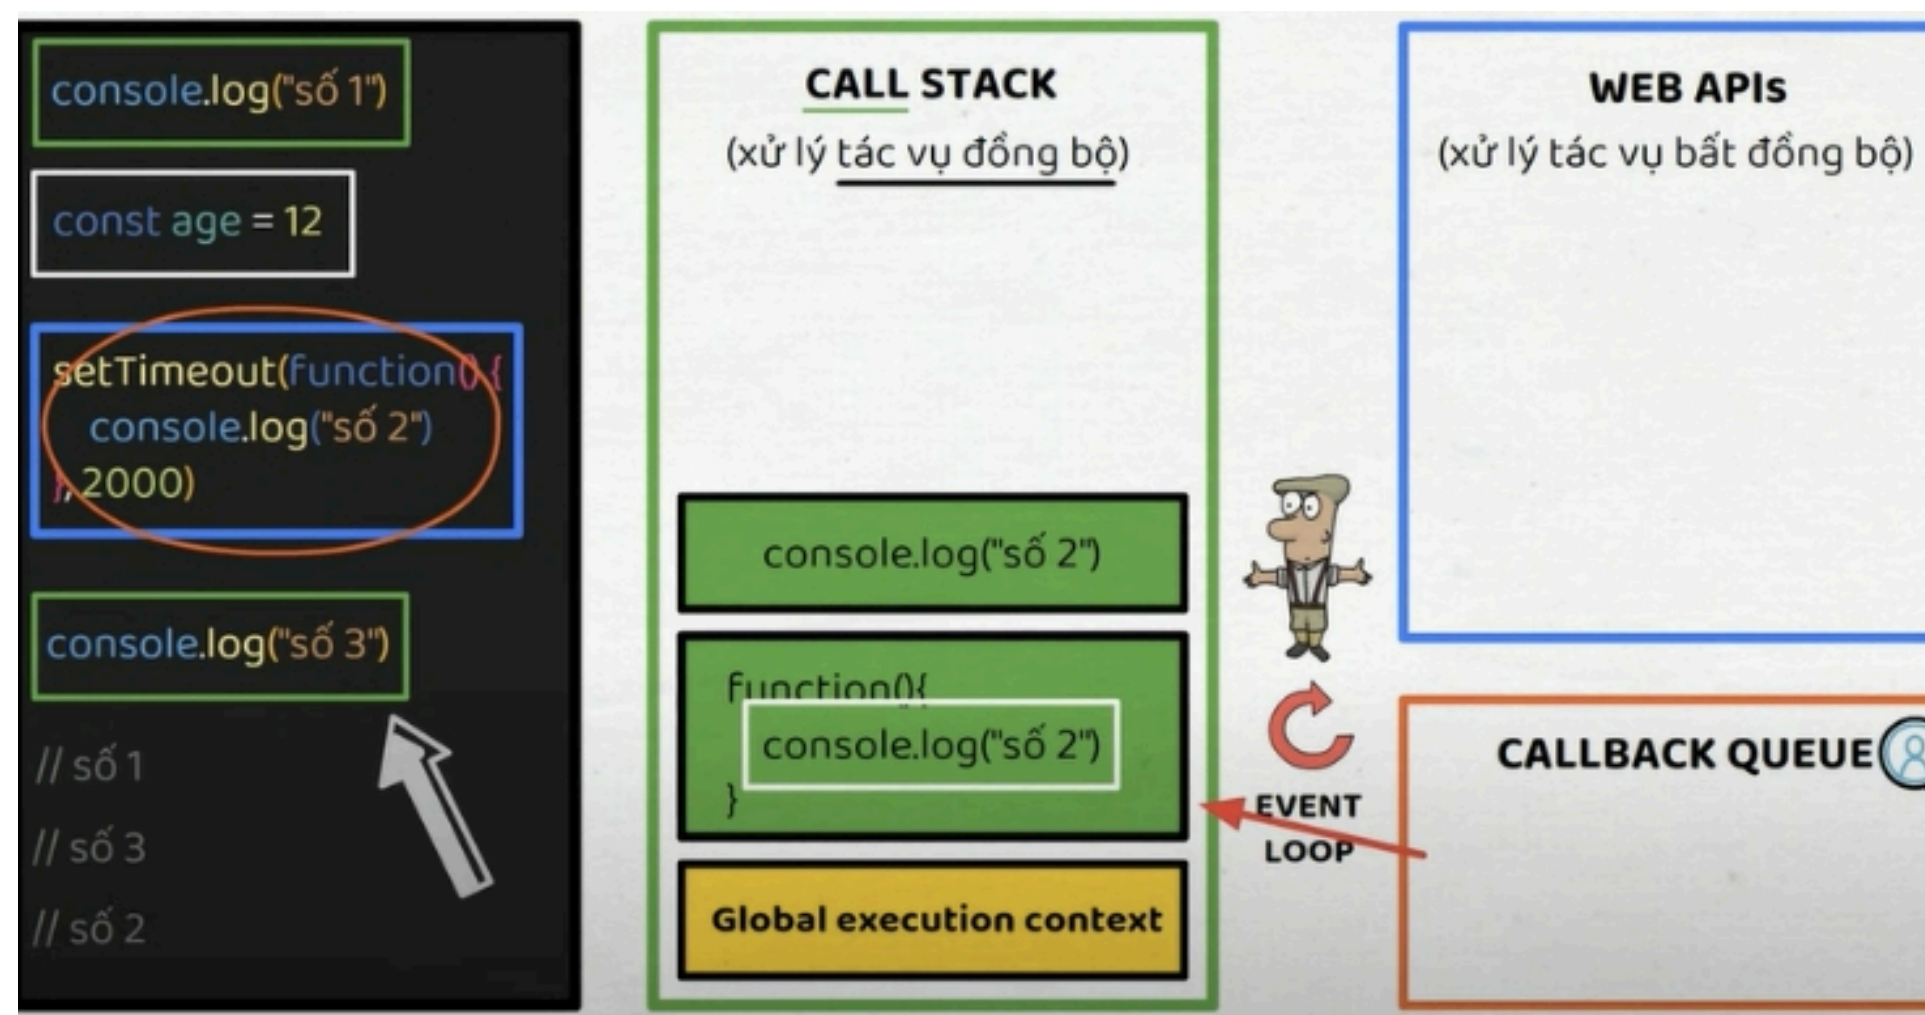 console.log("số 1")
const age = 12
setTimeout(function() {
console.log("số 2")
}, 2000)
console.log("số 3")
// số 1
// số 3
// số 2
CALL STACK
(xử lý tác vụ đồng bộ)
console.log("số 2")
function(){
console.log("số 2")
}
Global execution context
EVENT
LOOP
WEB APIs
(xử lý tác vụ bất đồng bộ)
CALLBACK QUEUE